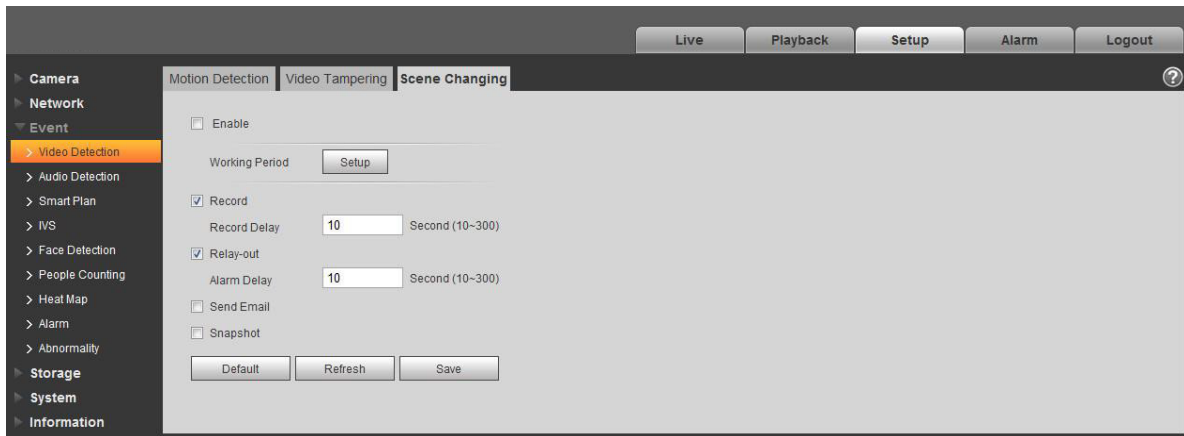 Live Playback Setup Alarm Logout
Camera
Network
Event
Video Detection
Audio Detection
Smart Plan
IVS
Face Detection
People Counting
Heat Map
Alarm
Abnormality
Storage
System
Information
Motion Detection Video Tampering Scene Changing ?
Enable
Working Period Setup
Record
Record Delay 10 Second (10~300)
Relay-out
Alarm Delay 10 Second (10~300)
Send Email
Snapshot
Default Refresh Save